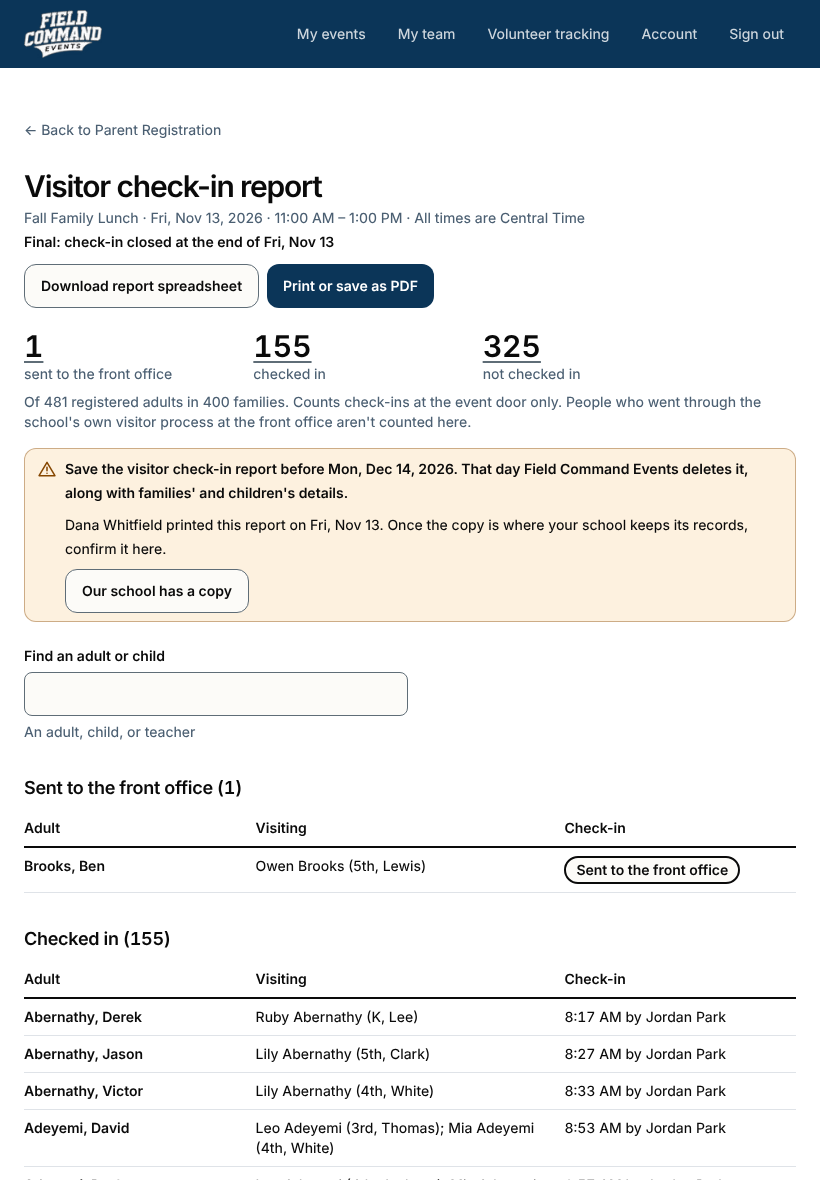 FIELD
COMMAND
EVENTS
My events
My team
Volunteer tracking
Account
Sign out
← Back to Parent Registration
Visitor check-in report
Fall Family Lunch · Fri, Nov 13, 2026 · 11:00 AM – 1:00 PM · All times are Central Time
Final: check-in closed at the end of Fri, Nov 13
Download report spreadsheet
Print or save as PDF
1
sent to the front office
155
checked in
325
not checked in
Of 481 registered adults in 400 families. Counts check-ins at the event door only. People who went through the
school's own visitor process at the front office aren't counted here.
Save the visitor check-in report before Mon, Dec 14, 2026. That day Field Command Events deletes it,
along with families' and children's details.
Dana Whitfield printed this report on Fri, Nov 13. Once the copy is where your school keeps its records,
confirm it here.
Our school has a copy
Find an adult or child
An adult, child, or teacher
Sent to the front office (1)
Adult Visiting Check-in
Brooks, Ben Owen Brooks (5th, Lewis) Sent to the front office
Checked in (155)
Adult Visiting Check-in
Abernathy, Derek Ruby Abernathy (K, Lee) 8:17 AM by Jordan Park
Abernathy, Jason Lily Abernathy (5th, Clark) 8:27 AM by Jordan Park
Abernathy, Victor Lily Abernathy (4th, White) 8:33 AM by Jordan Park
Adeyemi, David Leo Adeyemi (3rd, Thomas); Mia Adeyemi 8:53 AM by Jordan Park
(4th, White)